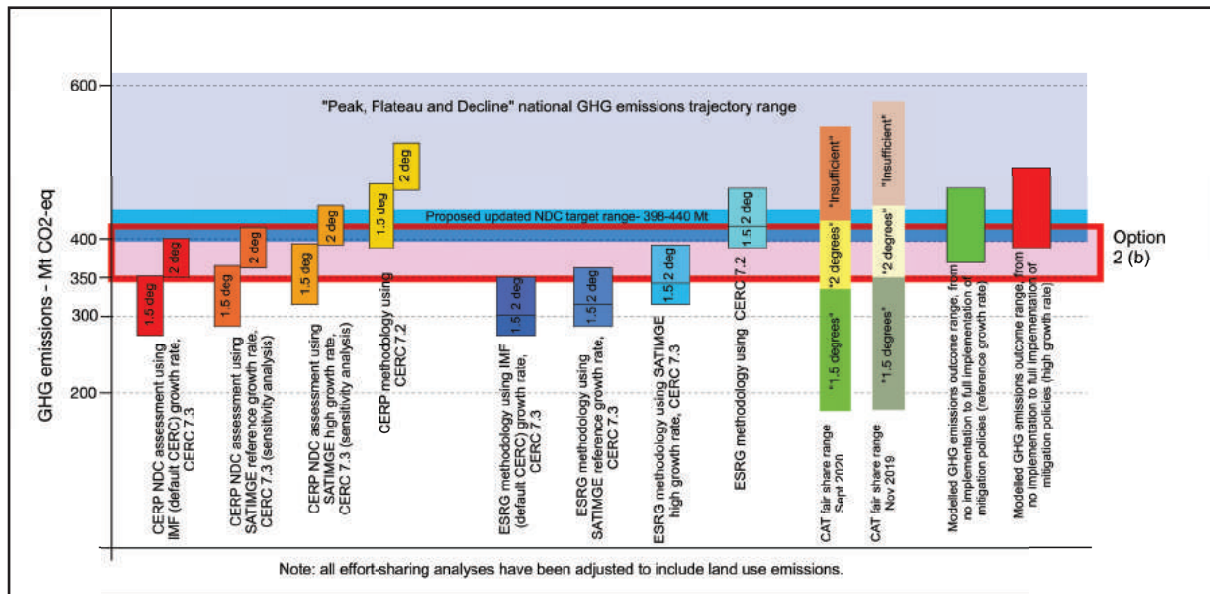 600
"Peak, Flateau and Decline" national GHG emissions trajectory range
GHG emissions - Mt CO2-eq
Proposed updated NDC target range- 398-440 Mt
400
350
300
200
Option
2 (b)
1.5 deg
2 deg
1.5 deg
2 deg
1.5 deg
2 deg
1.5 deg
2 deg
1.5
2 deg
1.5
2 deg
1.5
2 deg
1.5
2 deg
"Insufficient"
"2 degrees"
"1.5 degrees"
"Insufficient"
"2 degrees"
"1.5 degrees"
CERP NDC assessment using
IMF (default CERC) growth rate,
CERC 7.3
CERP NDC assessment using
SATIMGE reference growth rate,
CERC 7.3 (sensitivity analysis)
CERP NDC assessment using
SATIMGE high growth rate,
CERC 7.3 (sensitivity analysis)
CERP methodology using
CERC7.2
ESRG methodology using IMF
(default CERC) growth rate,
CERC 7.3
ESRG methodology using
SATIMGE reference growth rate,
CERC 7.3
ESRG methodology using SATIMGE
high growth rate, CERC 7.3
ESRG methodology using CERC 7.2
CAT fair share range
Sept 2020
CAT fair share range
Nov 2019
Modelled GHG emissions outcome range, from
no implementation to full implementation of
mitigation policies (reference growth rate)
Modelled GHG emissions outcome range, from
no implementation to full implementation of
mitigation policies (high growth rate)
Note: all effort-sharing analyses have been adjusted to include land use emissions.